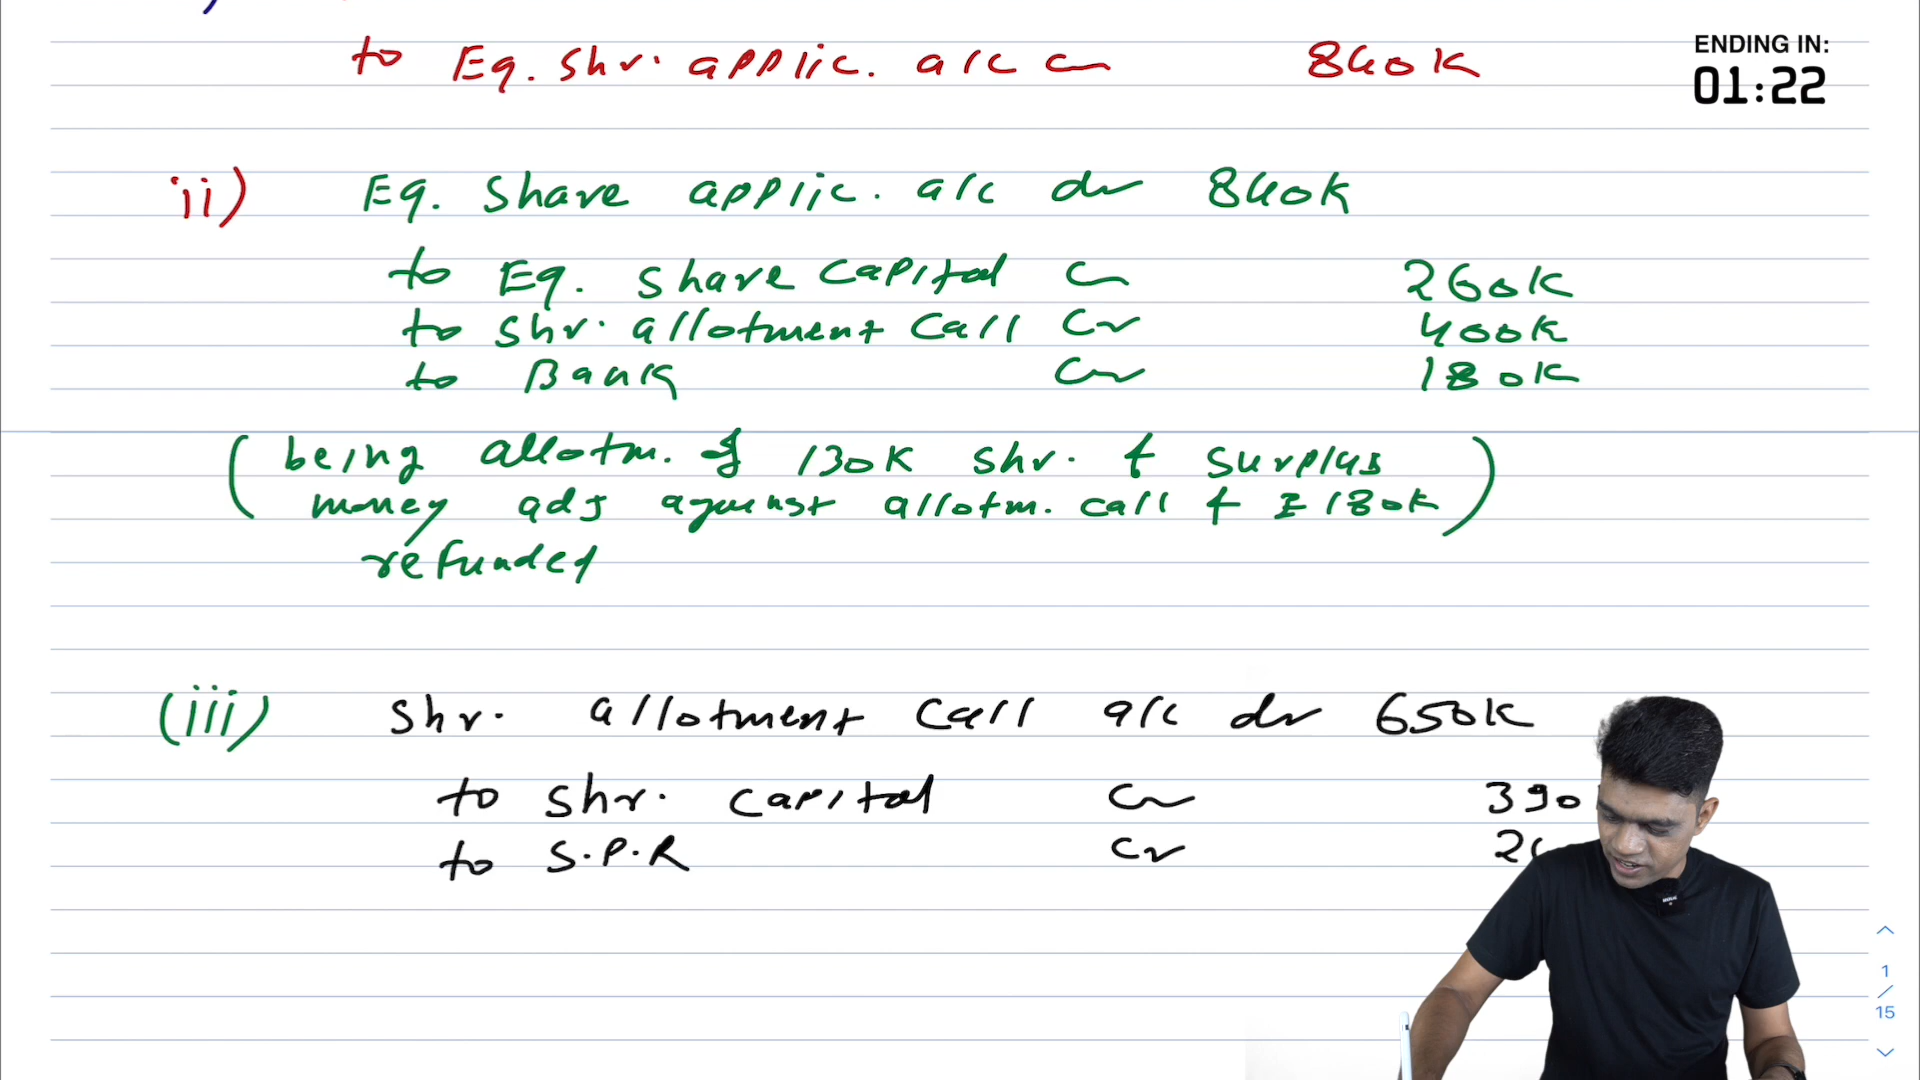 to Eq. Shr. applic. a/c cr 840K
ENDING IN:
01:22
ii) Eq. Share applic. a/c dr 840K
to Eq. Share Capital Cr 260K
to Shr. allotment Call Cr 400K
to Bank Cr 180K
(being allotm. of 130K shr. & surplus
money adj against allotm. call & ₤180K)
refunded
(iii) Shr. allotment Call a/c dr 650K
to Shr. Capital Cr 390
to S.P.R Cr 2
1
/
15